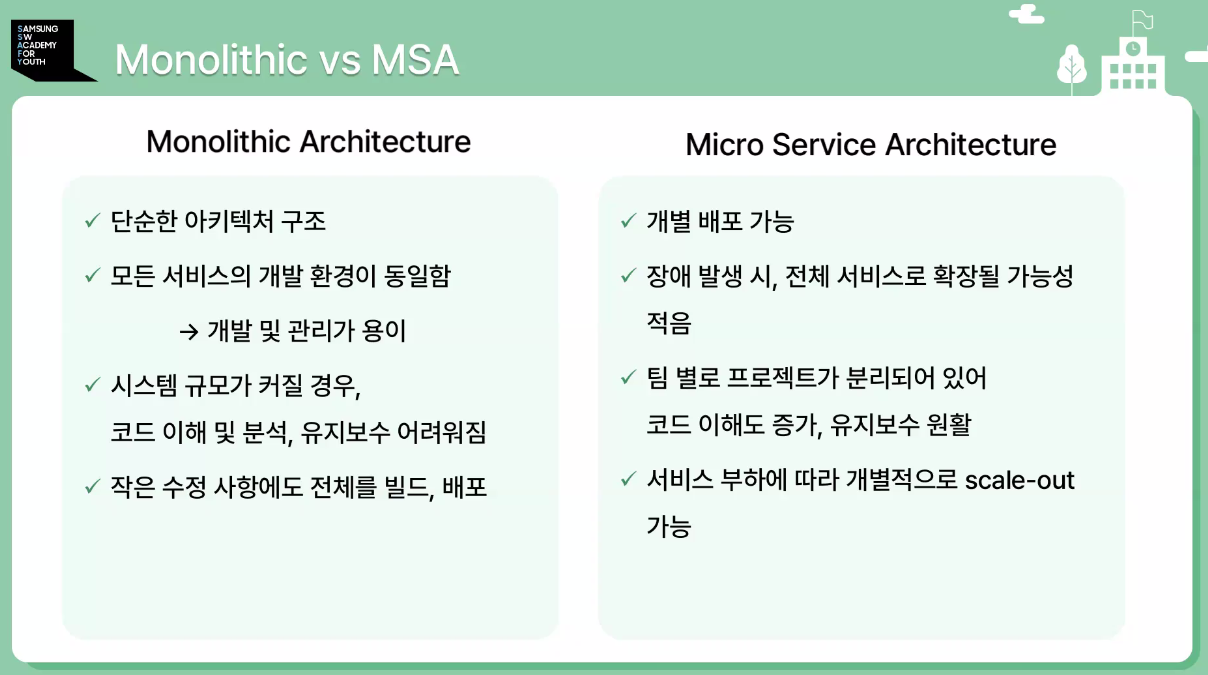 SAMSUNG
SW
ACADEMY
FOR
YOUTH
Monolithic vs MSA
Monolithic Architecture
단순한 아키텍처 구조
모든 서비스의 개발 환경이 동일함
→ 개발 및 관리가 용이
시스템 규모가 커질 경우,
코드 이해 및 분석, 유지보수 어려워짐
작은 수정 사항에도 전체를 빌드, 배포
Micro Service Architecture
개별 배포 가능
장애 발생 시, 전체 서비스로 확장될 가능성
적음
팀 별로 프로젝트가 분리되어 있어
코드 이해도 증가, 유지보수 원활
서비스 부하에 따라 개별적으로 scale-out
가능